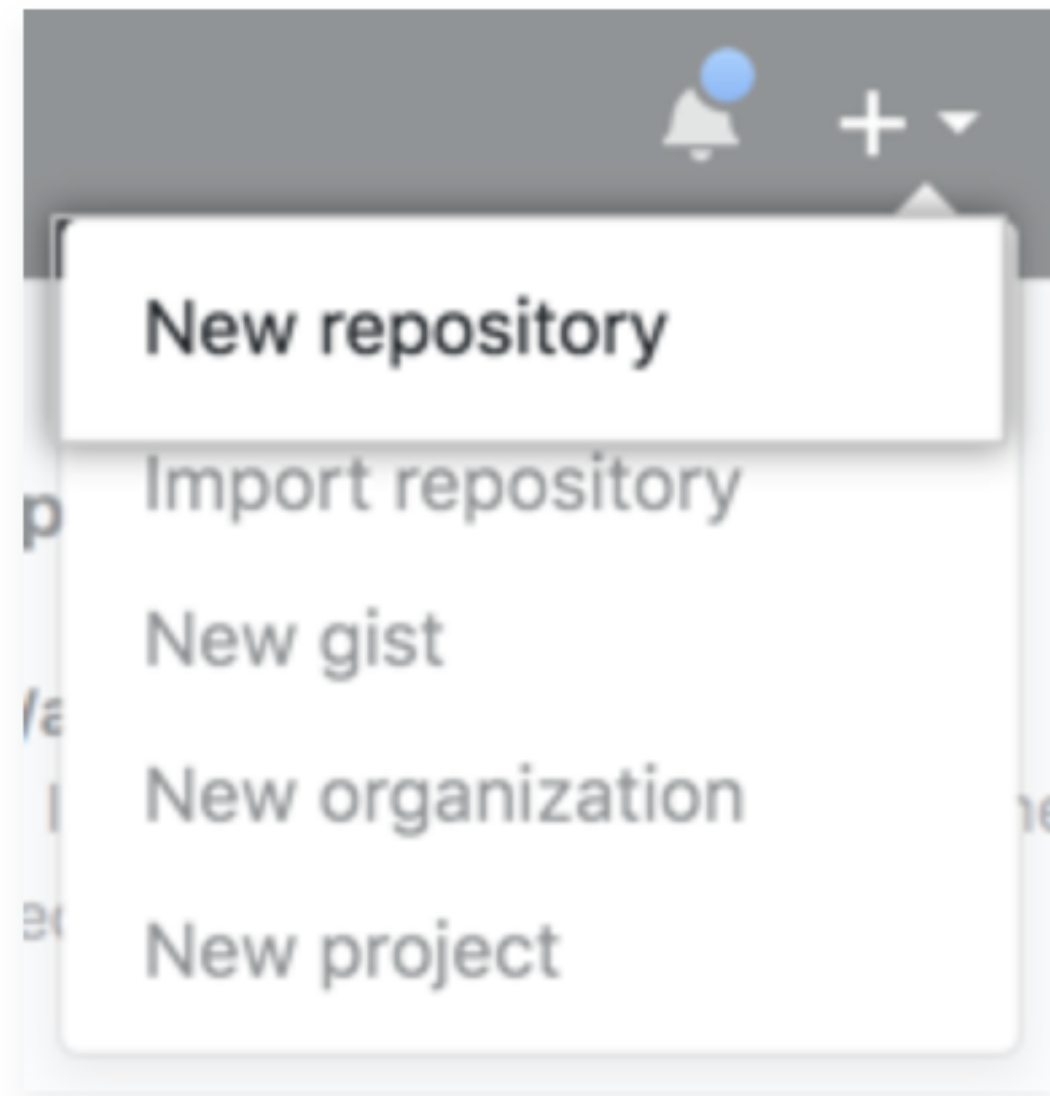 New repository
Import repository
New gist
New organization
New project